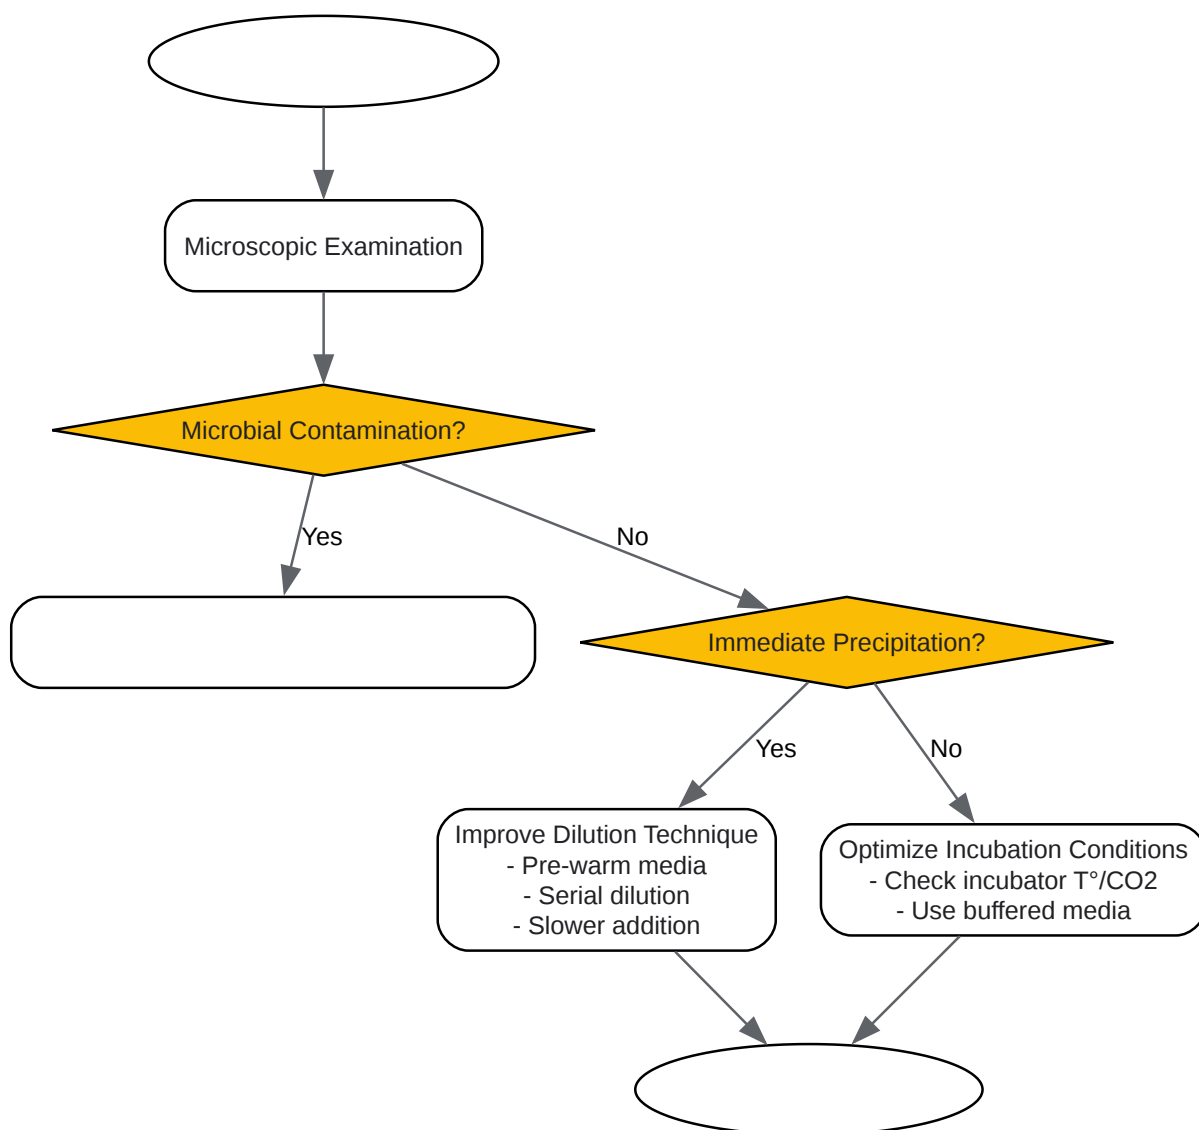 Microscopic Examination
Microbial Contamination?
Yes
No
Immediate Precipitation?
Yes
No
Improve Dilution Technique
- Pre-warm media
- Serial dilution
- Slower addition
Optimize Incubation Conditions
- Check incubator T°/CO2
- Use buffered media